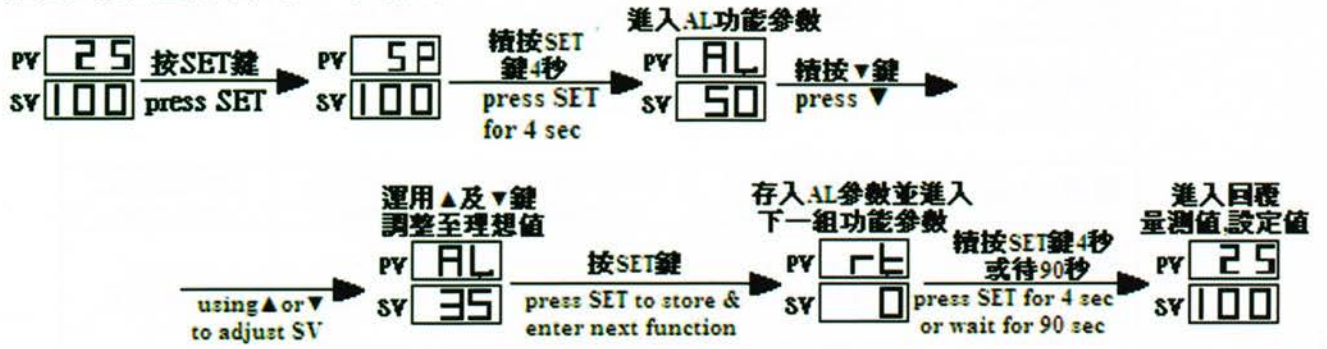 PV 25
SV 100
按SET鍵
press SET
PV SP
SV 100
續按SET
鍵4秒
press SET
for 4 sec
進入AL功能參數
PV AL
SV 50
續按▼鍵
press ▼
using▲or▼
to adjust SV
運用▲及▼鍵
調整至理想值
PV AL
SV 35
按SET鍵
press SET to store &
enter next function
存入AL參數並進入
下一組功能參數
PV rt
SV 0
續按SET鍵4秒
或待90秒
press SET for 4 sec
or wait for 90 sec
進入回覆
量測值,設定值
PV 25
SV 100